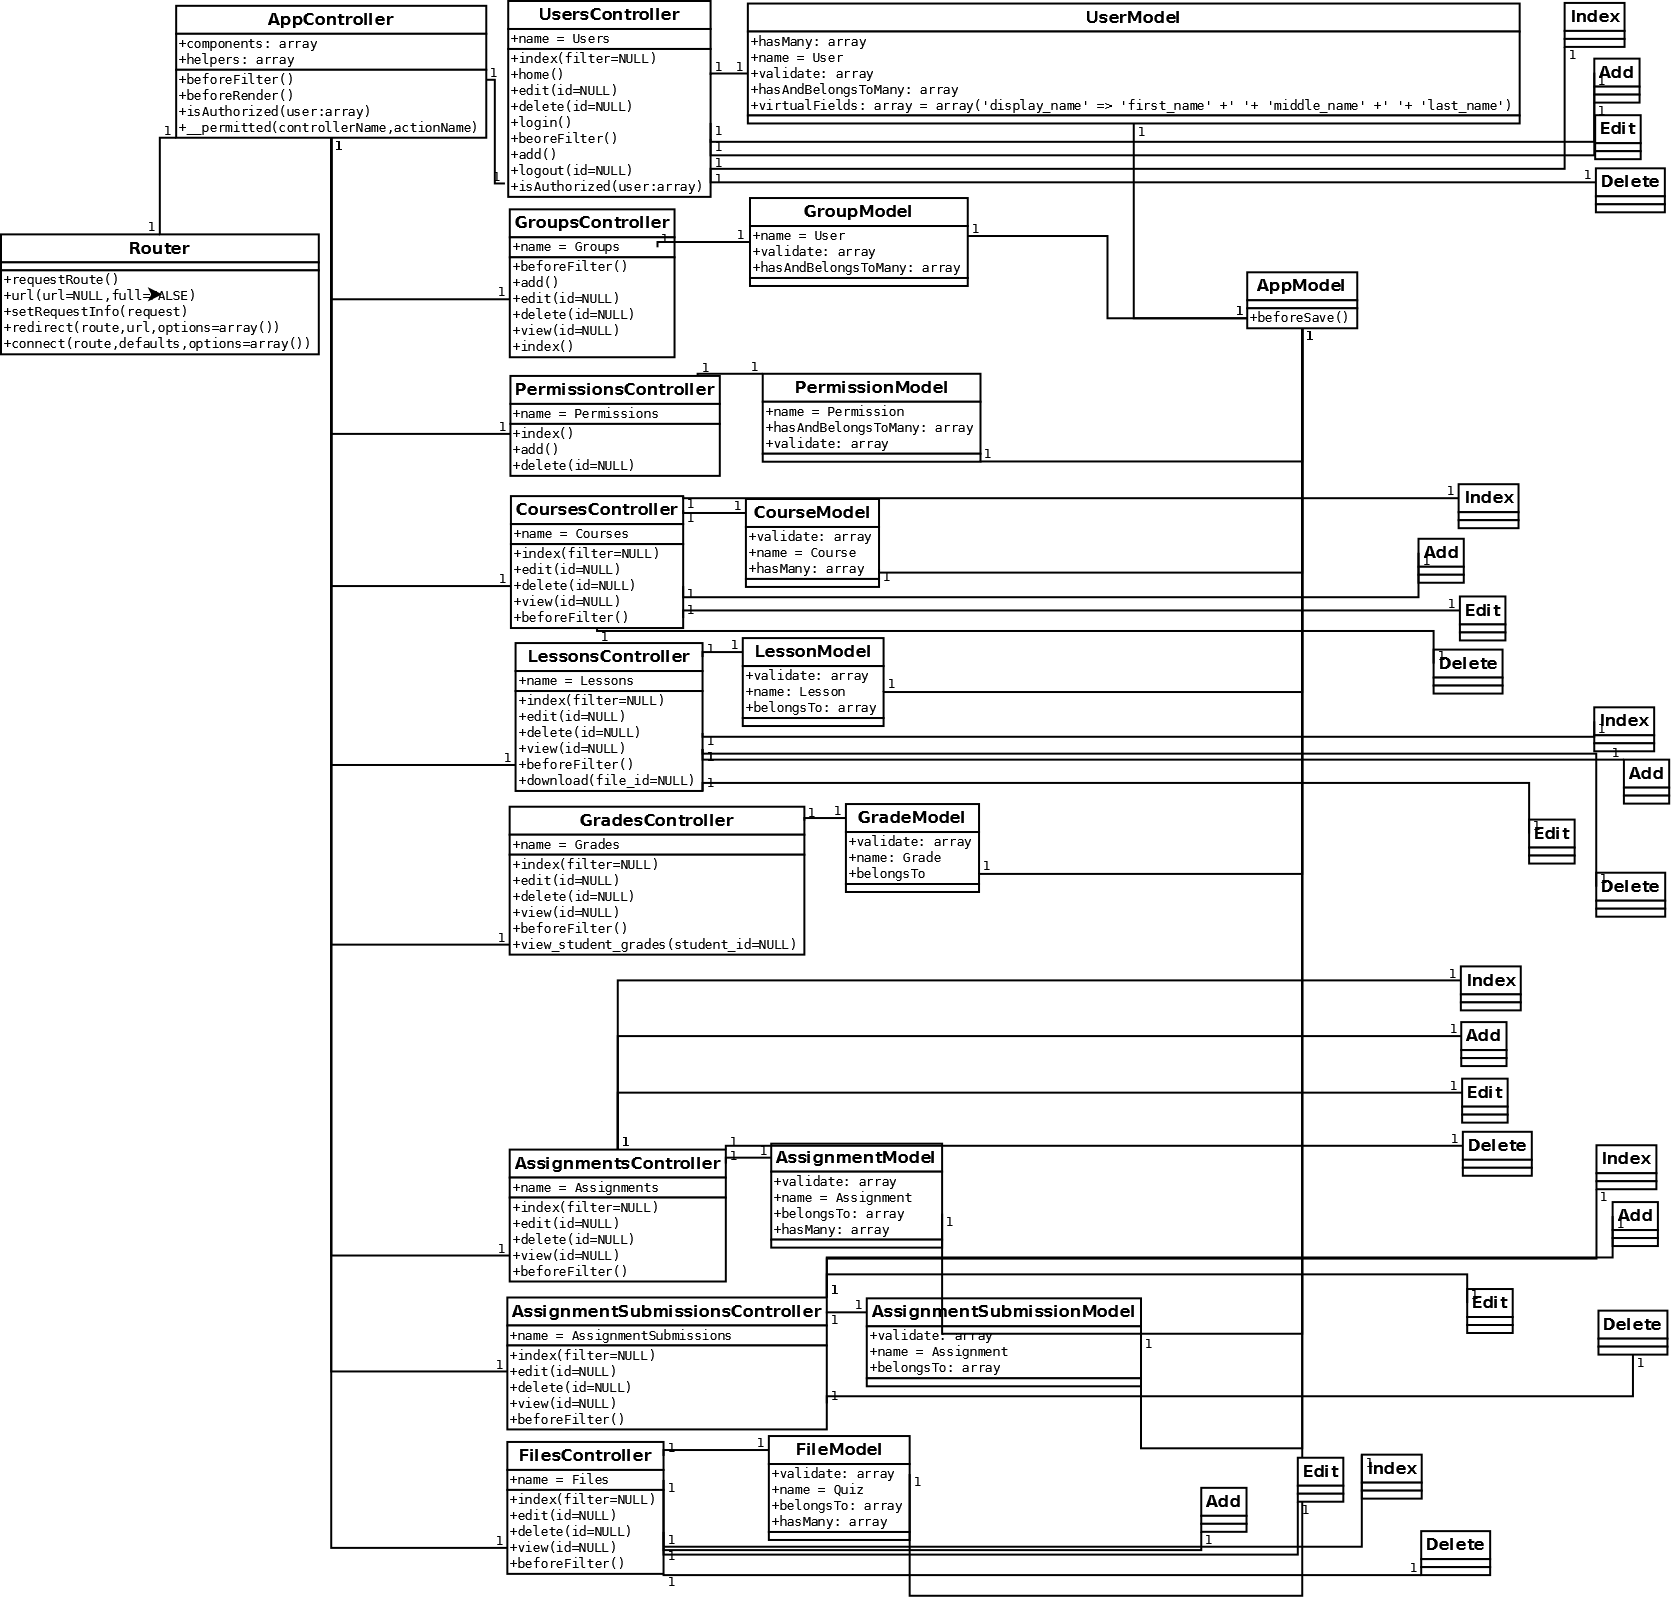 AppController
+components: array
+helpers: array
+beforeFilter()
+beforeRender()
+isAuthorized(user:array)
+__permitted(controllerName,actionName)
1
1
1
1
Router
+requestRoute()
+url(url=NULL,full=FALSE)
+setRequestInfo(request)
+redirect(route,url,options=array())
+connect(route,defaults,options=array())
UsersController
+name = Users
+index(filter=NULL)
+home()
+edit(id=NULL)
+delete(id=NULL)
+login()
+beoreFilter()
+add()
+logout(id=NULL)
+isAuthorized(user:array)
1
1 1
1
1
1
1
UserModel
+hasMany: array
+name = User
+validate: array
+hasAndBelongsToMany: array
+virtualFields: array = array('display_name' => 'first_name' +' '+ 'middle_name' +' '+ 'last_name')
1
Index
1
Add
1
Edit
1
Delete
GroupsController
+name = Groups
+beforeFilter()
+add()
+edit(id=NULL)
+delete(id=NULL)
+view(id=NULL)
+index()
1
1
1
GroupModel
+name = User
+validate: array
+hasAndBelongsToMany: array
1
AppModel
+beforeSave()
1
1
PermissionsController
+name = Permissions
+index()
+add()
+delete(id=NULL)
1
1
1
PermissionModel
+name = Permission
+hasAndBelongsToMany: array
+validate: array
1
CoursesController
+name = Courses
+index(filter=NULL)
+edit(id=NULL)
+delete(id=NULL)
+view(id=NULL)
+beforeFilter()
1
1
1
1
1
1
1
CourseModel
+validate: array
+name = Course
+hasMany: array
1
1
Index
Add
1
1
Edit
1
Delete
LessonsController
+name = Lessons
+index(filter=NULL)
+edit(id=NULL)
+delete(id=NULL)
+view(id=NULL)
+beforeFilter()
+download(file_id=NULL)
1
1
1
1
1
1
LessonModel
+validate: array
+name: Lesson
+belongsTo: array
1
Index
1
1
Add
1
Edit
1
Delete
GradesController
+name = Grades
+index(filter=NULL)
+edit(id=NULL)
+delete(id=NULL)
+view(id=NULL)
+beforeFilter()
+view_student_grades(student_id=NULL)
1
1
1
GradeModel
+validate: array
+name: Grade
+belongsTo
1
1
Index
1
Add
1
Edit
1
Delete
1
AssignmentsController
+name = Assignments
+index(filter=NULL)
+edit(id=NULL)
+delete(id=NULL)
+view(id=NULL)
+beforeFilter()
1
1
1
1
AssignmentModel
+validate: array
+name = Assignment
+belongsTo: array
+hasMany: array
1
Index
1
Add
1
1
Edit
Delete
1
AssignmentSubmissionsController
+name = AssignmentSubmissions
+index(filter=NULL)
+edit(id=NULL)
+delete(id=NULL)
+view(id=NULL)
+beforeFilter()
1
1
1
1
1
AssignmentSubmissionModel
+validate: array
+name = Assignment
+belongsTo: array
1
FilesController
+name = Files
+index(filter=NULL)
+edit(id=NULL)
+delete(id=NULL)
+view(id=NULL)
+beforeFilter()
1
1
1
1
1
1
1
FileModel
+validate: array
+name = Quiz
+belongsTo: array
+hasMany: array
1
Add
1
Edit
1
1
Index
1
Delete